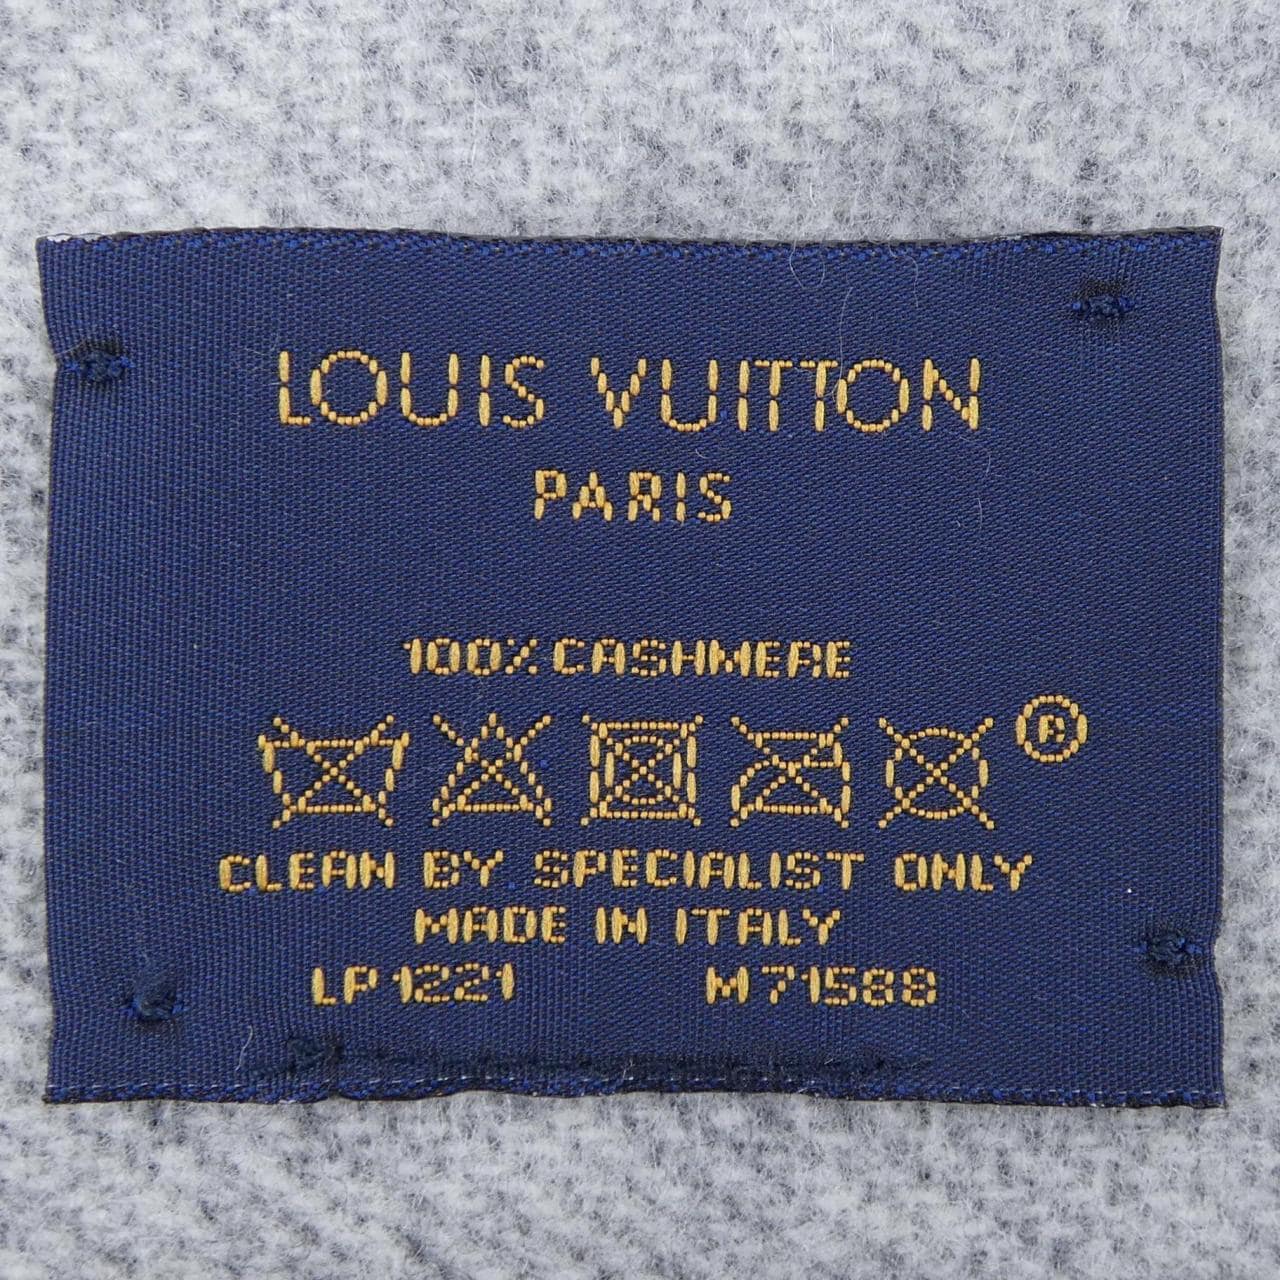 LOUIS VUITTON
PARIS
100% CASHMERE
®
CLEAN BY SPECIALIST ONLY
MADE IN ITALY
LP1221 M71588